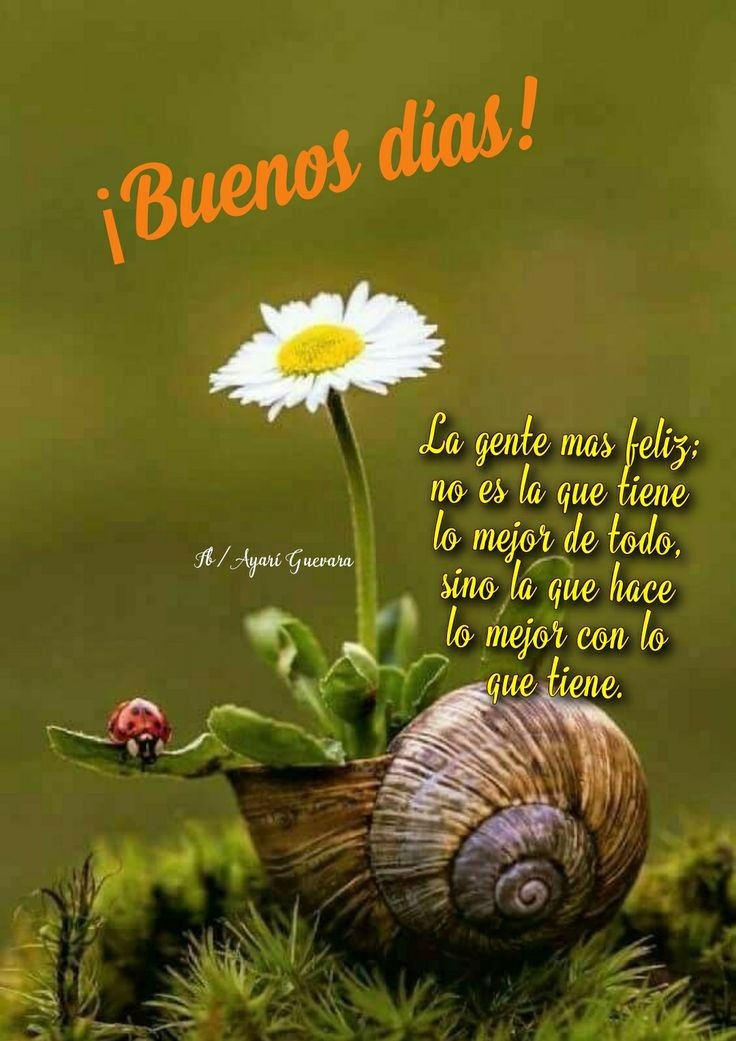 ¡Buenos días!
La gente mas feliz;
no es la que tiene
lo mejor de todo,
sino la que hace
lo mejor con lo
que tiene.
fb/ Ayarí Guevara